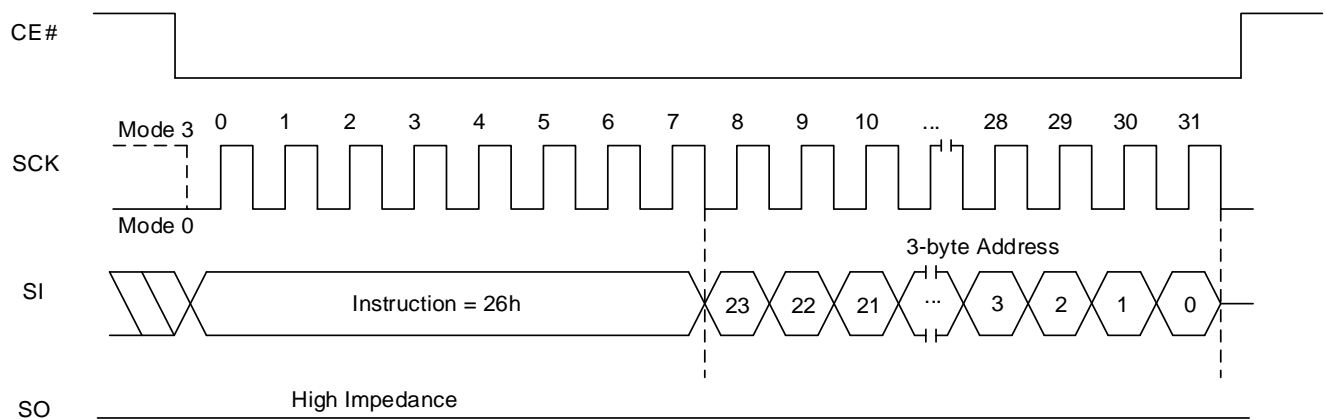 CE#
Mode 3
0 1 2 3 4 5 6 7 8 9 10 ... 28 29 30 31
SCK
Mode 0
3-byte Address
SI
Instruction = 26h
23 22 21 ... 3 2 1 0
High Impedance
SO